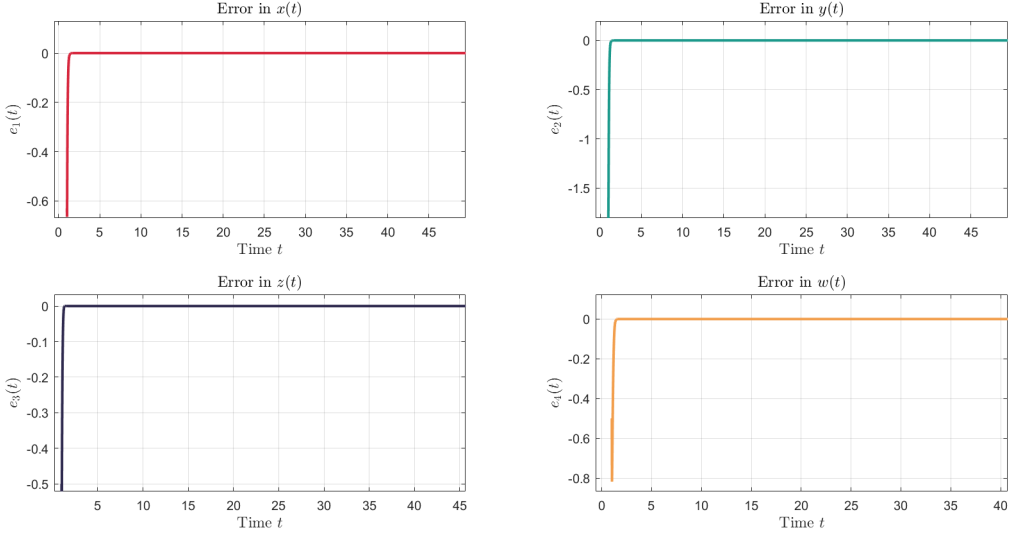 Error in x(t)
e₁(t)
0
-0.2
-0.4
-0.6
0 5 10 15 20 25 30 35 40 45
Time t
Error in y(t)
e₂(t)
0
-0.5
-1
-1.5
0 5 10 15 20 25 30 35 40 45
Time t
Error in z(t)
e₃(t)
0
-0.1
-0.2
-0.3
-0.4
-0.5
5 10 15 20 25 30 35 40 45
Time t
Error in w(t)
e₄(t)
0
-0.2
-0.4
-0.6
-0.8
0 5 10 15 20 25 30 35 40
Time t